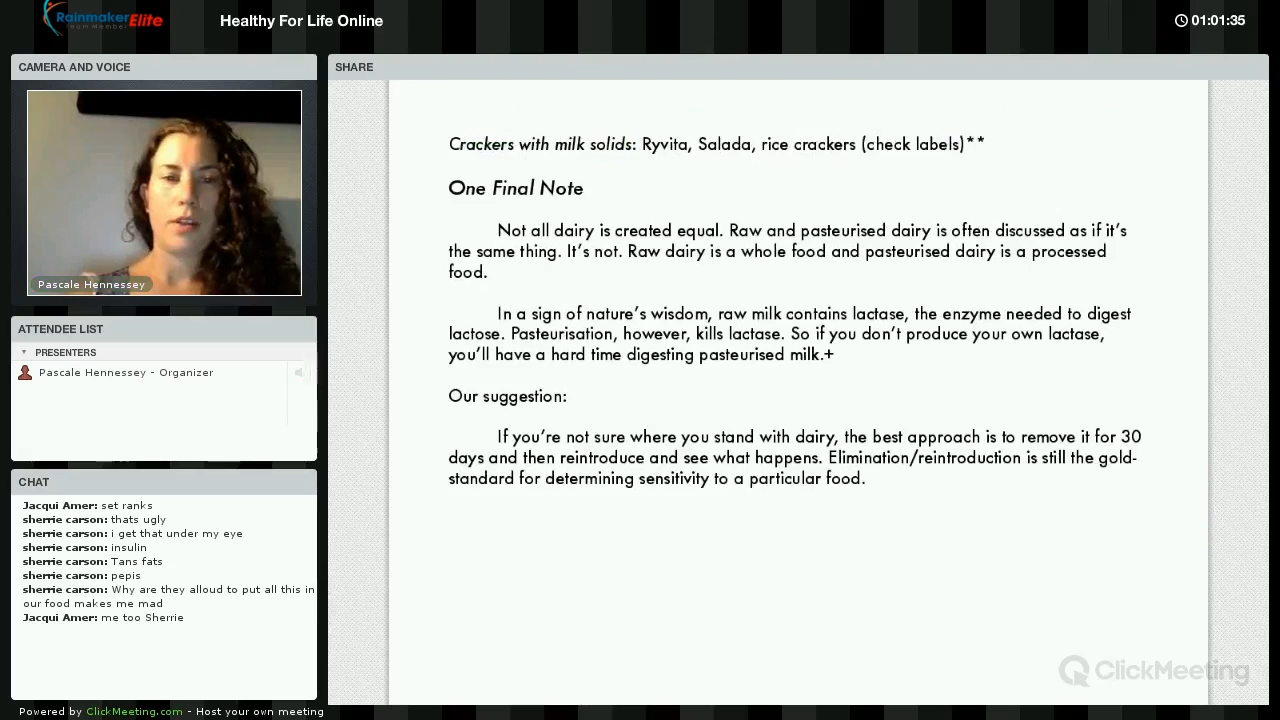 RainmakerElite
Team Member
Healthy For Life Online
01:01:35
CAMERA AND VOICE
Pascale Hennessey
ATTENDEE LIST
PRESENTERS
Pascale Hennessey - Organizer
CHAT
Jacqui Amer: set ranks
sherrie carson: thats ugly
sherrie carson: i get that under my eye
sherrie carson: insulin
sherrie carson: Tans fats
sherrie carson: pepis
sherrie carson: Why are they alloud to put all this in
our food makes me mad
Jacqui Amer: me too Sherrie
Powered by ClickMeeting.com - Host your own meeting
SHARE
Crackers with milk solids: Ryvita, Salada, rice crackers (check labels)**
One Final Note
Not all dairy is created equal. Raw and pasteurised dairy is often discussed as if it's
the same thing. It's not. Raw dairy is a whole food and pasteurised dairy is a processed
food.
In a sign of nature's wisdom, raw milk contains lactase, the enzyme needed to digest
lactose. Pasteurisation, however, kills lactase. So if you don't produce your own lactase,
you'll have a hard time digesting pasteurised milk.+
Our suggestion:
If you're not sure where you stand with dairy, the best approach is to remove it for 30
days and then reintroduce and see what happens. Elimination/reintroduction is still the gold-
standard for determining sensitivity to a particular food.
ClickMeeting